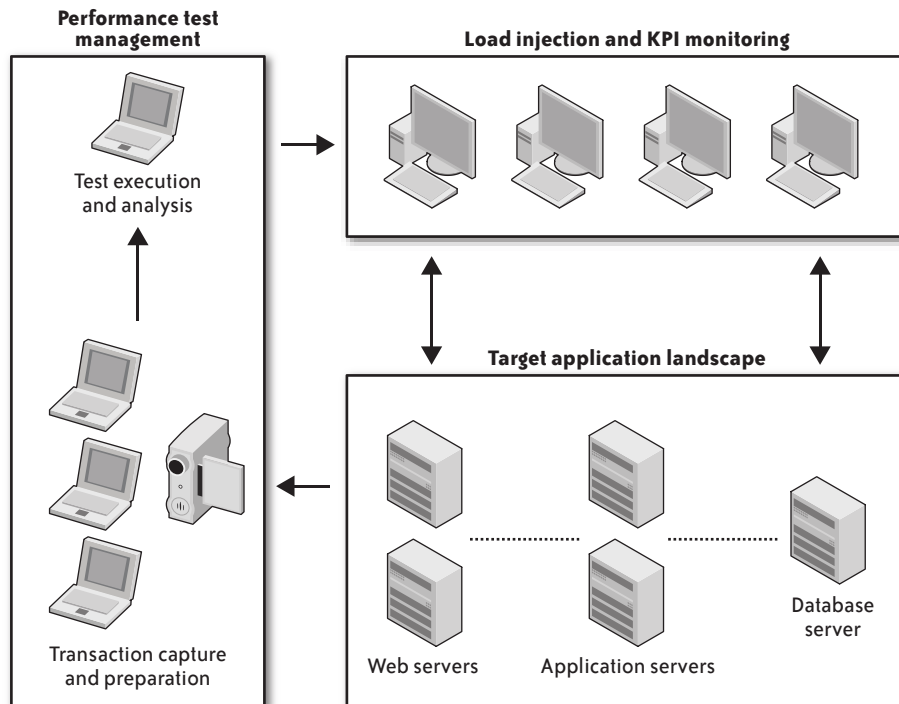 Performance test
management
Test execution
and analysis
Transaction capture
and preparation
Load injection and KPI monitoring
Target application landscape
Web servers
Application servers
Database
server